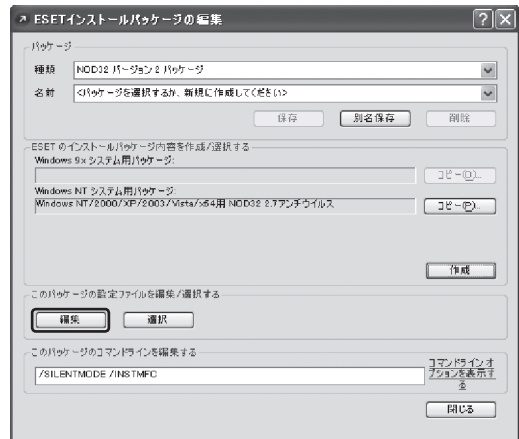 ESETインストールパッケージの編集
パッケージ
種類
NOD32 バージョン 2 パッケージ
名前
<パッケージを選択するか、新規に作成してください>
保存
別名保存
削除
ESET のインストールパッケージ内容を作成/選択する
Windows 9x システム用パッケージ:
コピー(O)...
Windows NT システム用パッケージ:
Windows NT/2000/XP/2003/Vista/x64用 NOD32 2.7アンチウイルス
コピー(P)...
作成
このパッケージの設定ファイルを編集/選択する
編集
選択
このパッケージのコマンドラインを編集する
/SILENTMODE /INSTMFC
コマンドライン オ
プションを表示す
る
閉じる